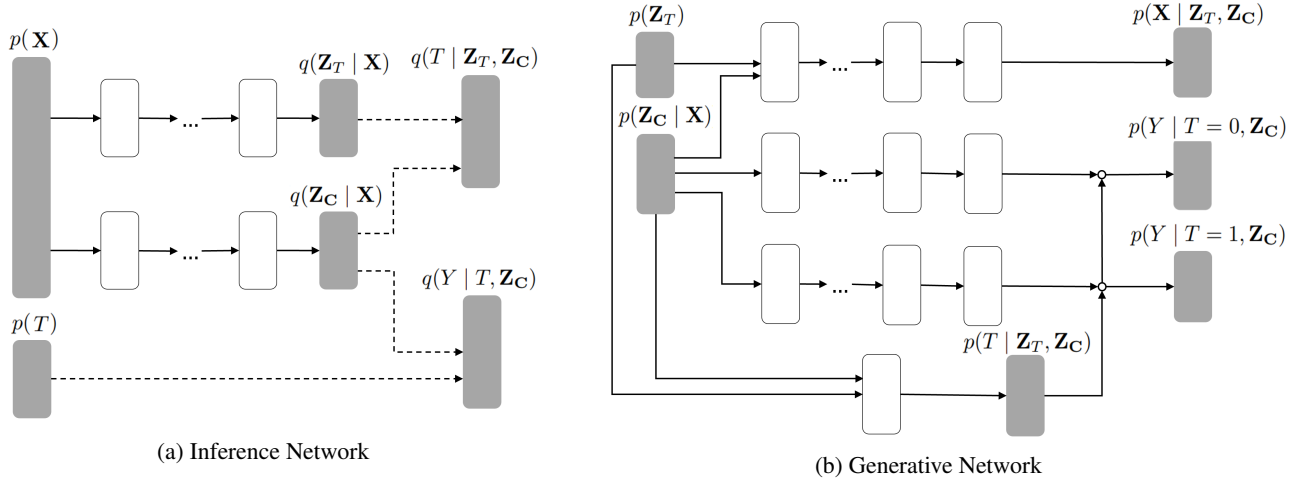 p(X)
q(Z_T | X)
q(T | Z_T, Z_C)
...
q(Z_C | X)
...
q(Y | T, Z_C)
p(T)
(a) Inference Network
p(Z_T)
p(X | Z_T, Z_C)
...
p(Z_C | X)
p(Y | T = 0, Z_C)
...
p(Y | T = 1, Z_C)
...
p(T | Z_T, Z_C)
(b) Generative Network